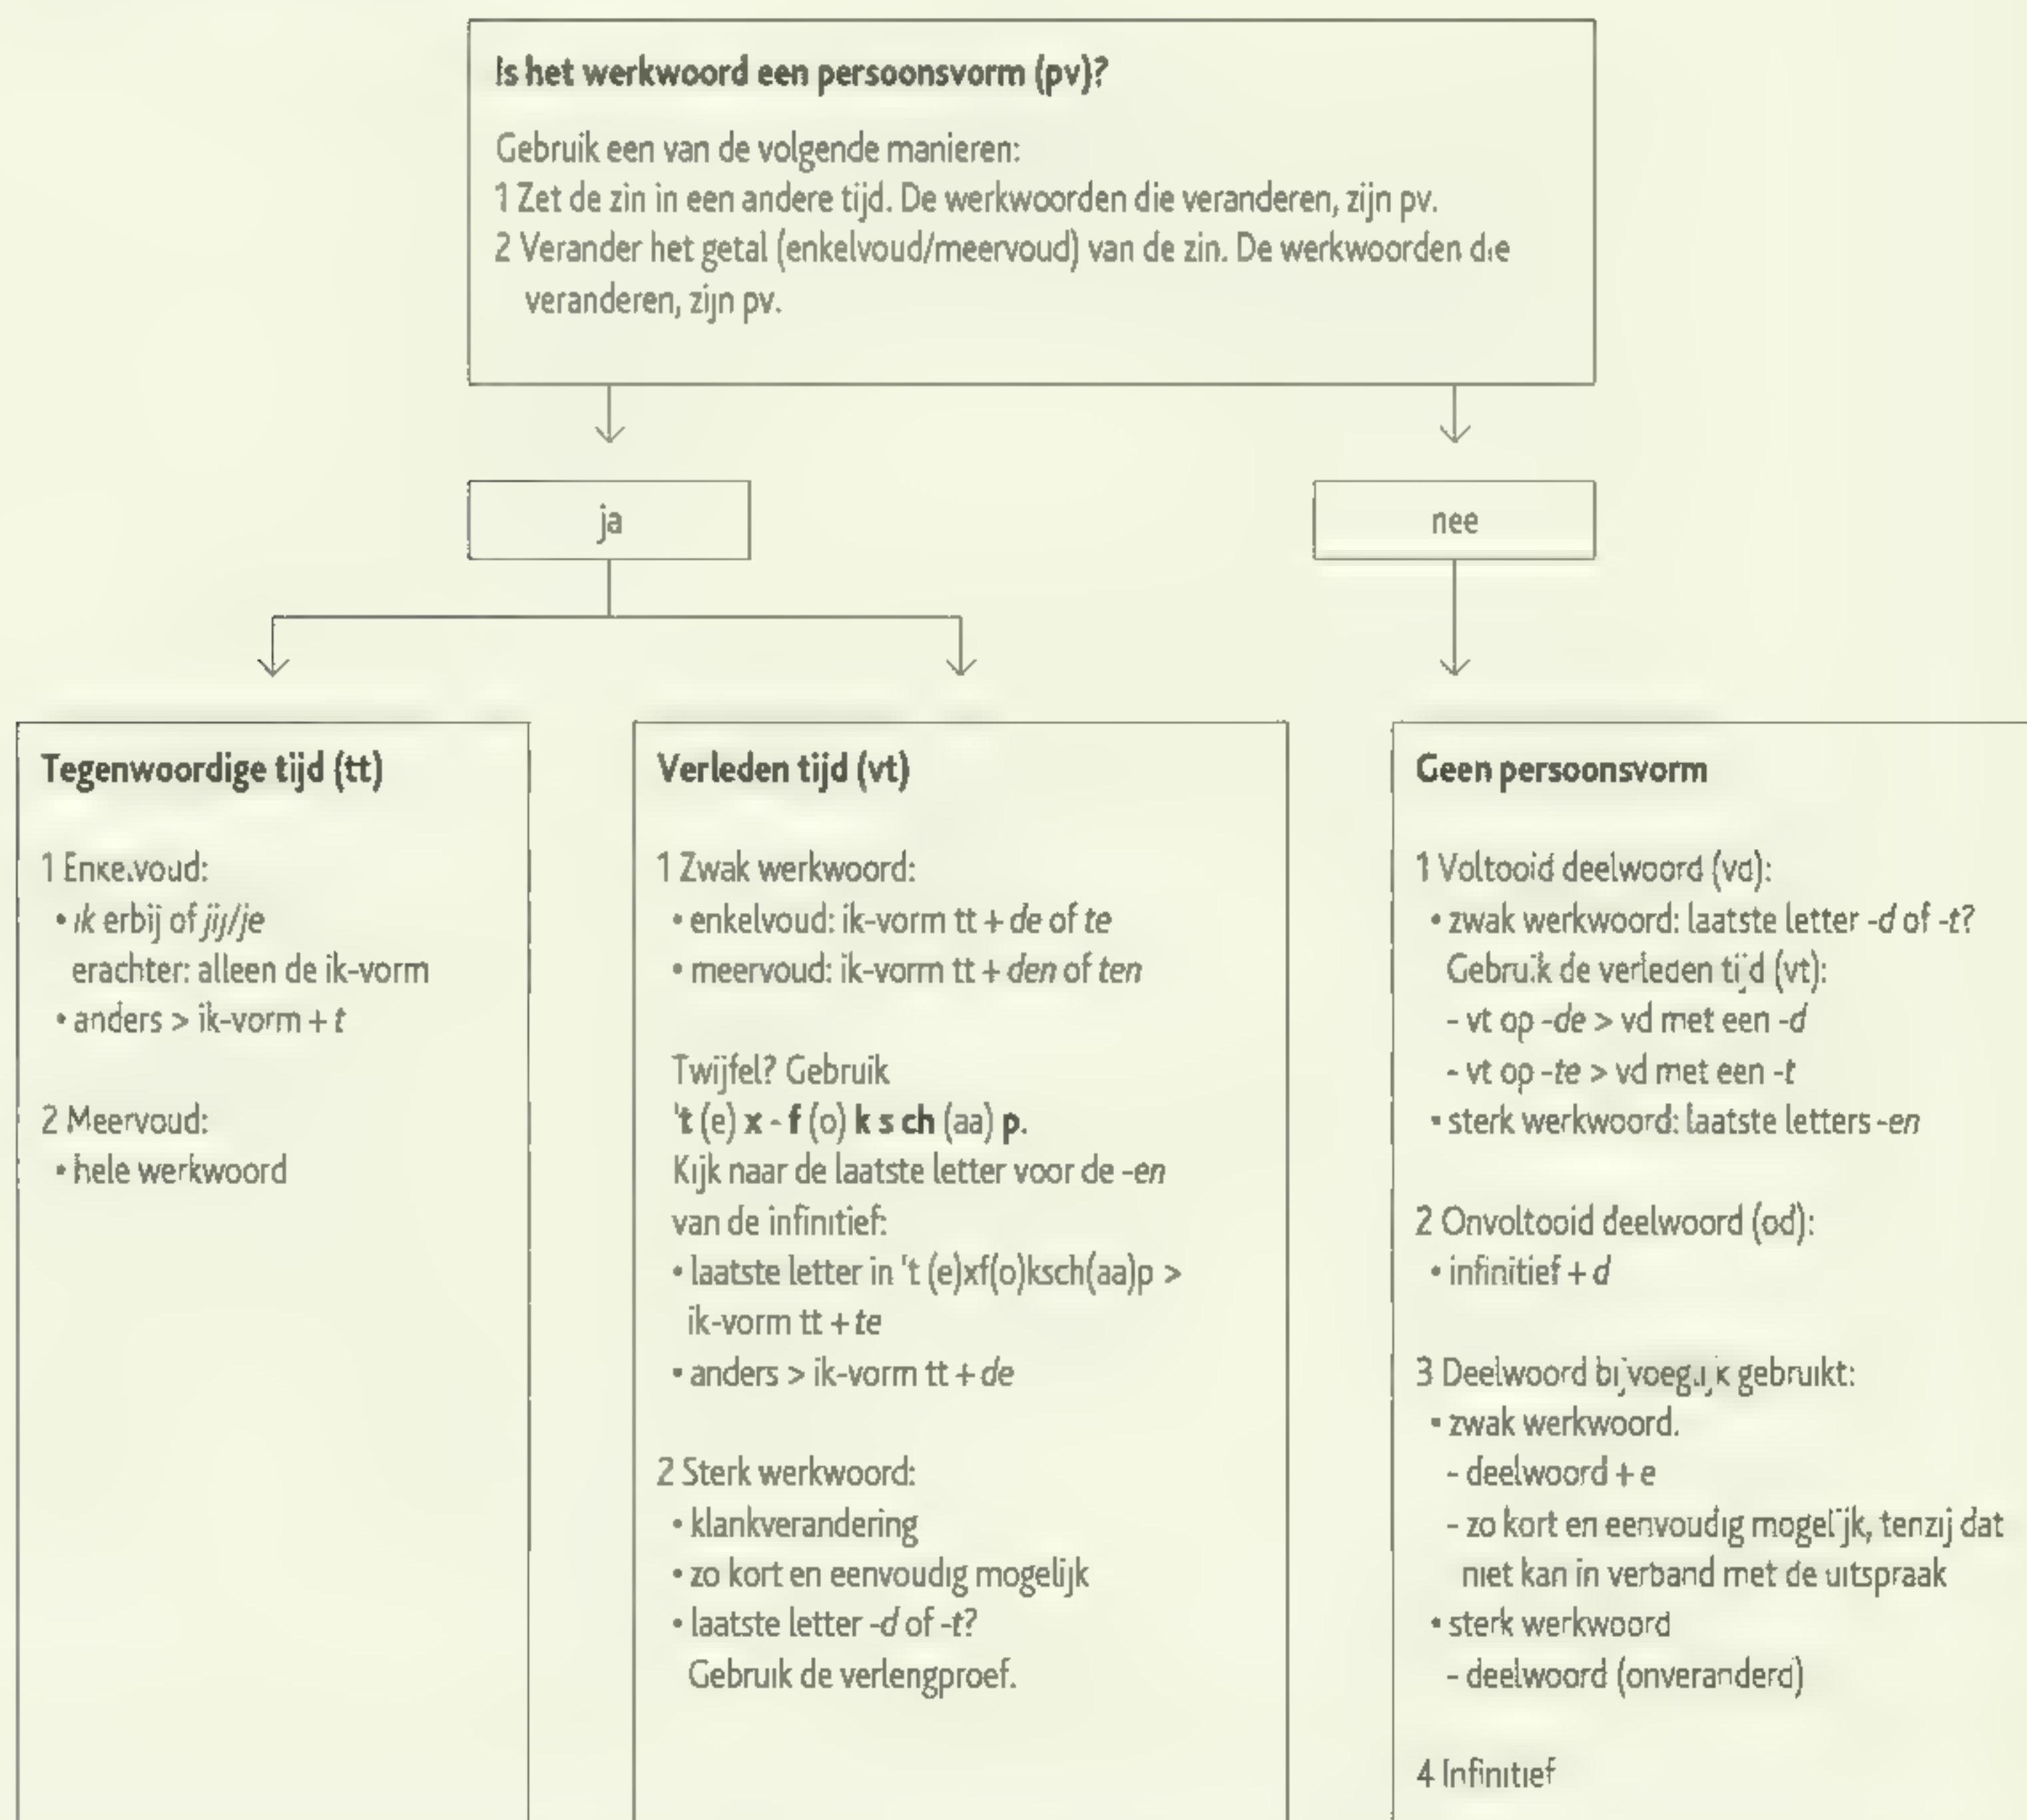 Is het werkwoord een persoonsvorm (pv)?
Gebruik een van de volgende manieren:
1 Zet de zin in een andere tijd. De werkwoorden die veranderen, zijn pv.
2 Verander het getal (enkelvoud/meervoud) van de zin. De werkwoorden die
veranderen, zijn pv.
ja
nee
Tegenwoordige tijd (tt)
1 Enkelvoud:
• ik erbij of jij/je
erachter: alleen de ik-vorm
• anders > ik-vorm + t
2 Meervoud:
• hele werkwoord
Verleden tijd (vt)
1 Zwak werkwoord:
• enkelvoud: ik-vorm tt + de of te
• meervoud: ik-vorm tt + den of ten
Twijfel? Gebruik
't (e) x - f (o) k s ch (aa) p.
Kijk naar de laatste letter voor de -en
van de infinitief:
• laatste letter in 't (e)xf(o)ksch(aa)p >
ik-vorm tt + te
• anders > ik-vorm tt + de
2 Sterk werkwoord:
• klankverandering
• zo kort en eenvoudig mogelijk
• laatste letter -d of -t?
Gebruik de verlengproef.
Geen persoonsvorm
1 Voltooid deelwoord (vd):
• zwak werkwoord: laatste letter -d of -t?
Gebruik de verleden tijd (vt):
- vt op -de > vd met een -d
- vt op -te > vd met een -t
• sterk werkwoord: laatste letters -en
2 Onvoltooid deelwoord (od):
• infinitief + d
3 Deelwoord bijvoeglijk gebruikt:
• zwak werkwoord.
- deelwoord + e
- zo kort en eenvoudig mogelijk, tenzij dat
niet kan in verband met de uitspraak
• sterk werkwoord
- deelwoord (onveranderd)
4 Infinitief